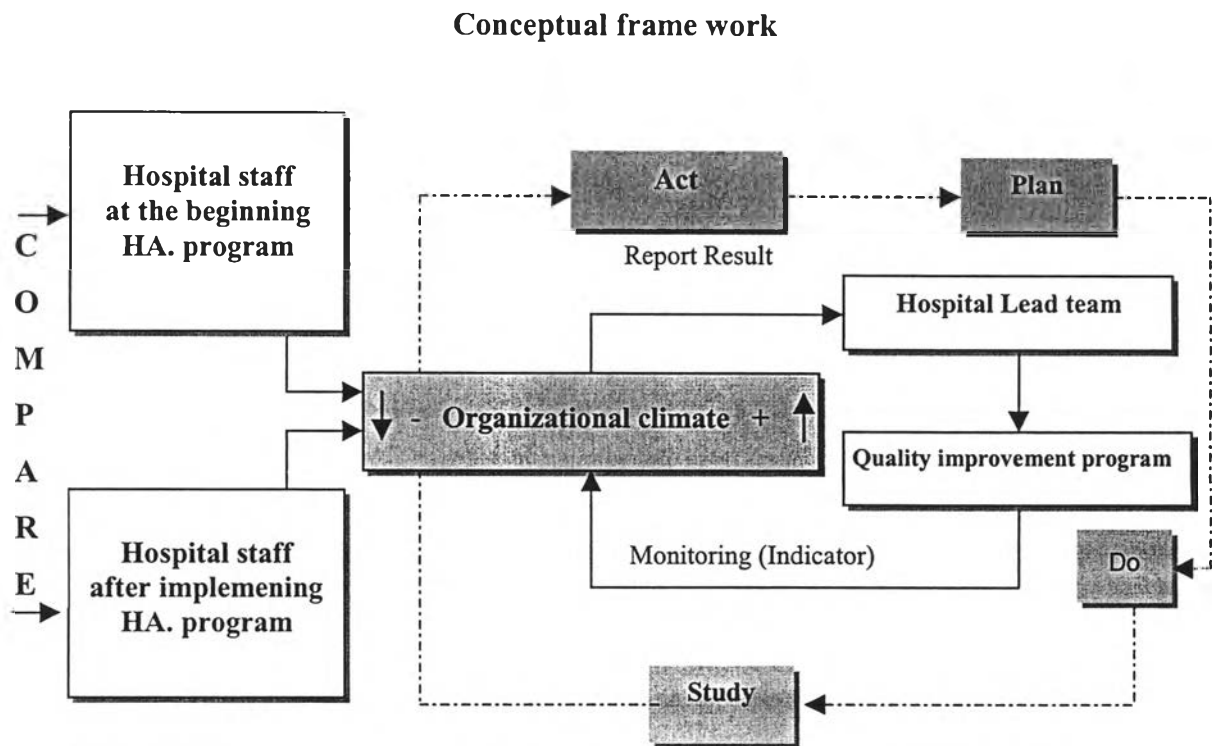 Conceptual frame work
COMPARE
Hospital staff
at the beginning
HA. program
Hospital staff
after implemening
HA. program
Act
Plan
Report Result
Hospital Lead team
- Organizational climate +
Quality improvement program
Monitoring (Indicator)
Do
Study